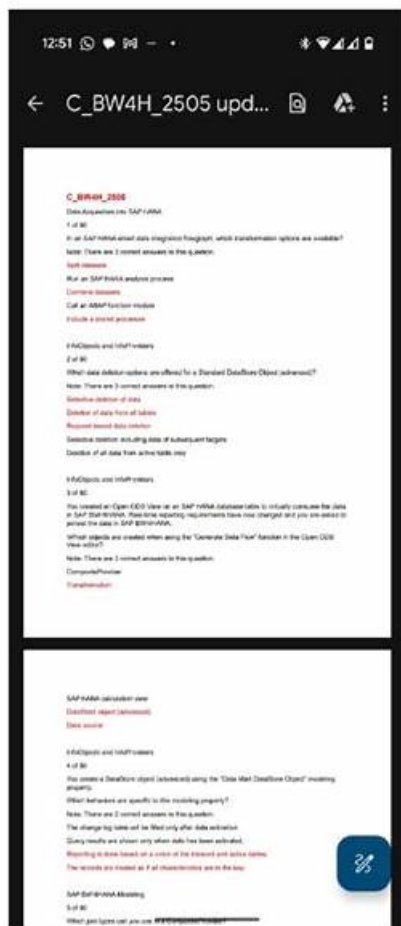 12:51
C_BW4H_2505 upd...
C_BW4H_2505
Data Acquisition into SAP HANA
1 of 80
In an SAP HANA smart data integration flowgraph, which transformation options are available?
Note: There are 3 correct answers to this question.
Split datasets
Run an SAP HANA analysis process
Combine datasets
Call an ABAP function module
Include a stored procedure
InfoObjects and InfoProviders
2 of 80
Which data deletion options are offered for a Standard DataStore Object (advanced)?
Note: There are 3 correct answers to this question.
Selective deletion of data
Deletion of data from all tables
Request-based data deletion
Selective deletion including data of subsequent targets
Deletion of all data from active table only
InfoObjects and InfoProviders
3 of 80
You created an Open ODS View on an SAP HANA database table to virtually consume the data
in SAP BW/4HANA. Real-time reporting requirements have now changed and you are asked to
persist the data in SAP BW/4HANA.
Which objects are created when using the "Generate Data Flow" function in the Open ODS
View editor?
Note: There are 3 correct answers to this question.
CompositeProvider
Transformation
SAP HANA calculation view
DataStore object (advanced)
Data source
InfoObjects and InfoProviders
4 of 80
You create a DataStore object (advanced) using the "Data Mart DataStore Object" modeling
property.
Which behaviors are specific to this modeling property?
Note: There are 2 correct answers to this question.
The change log table will be filled only after data activation
Query results are shown only when data has been activated.
Reporting is done based on a union of the inbound and active tables.
The records are treated as if all characteristics are in the key.
SAP BW/4HANA Modeling
5 of 80
Which join types can you use in a CompositeProvider?